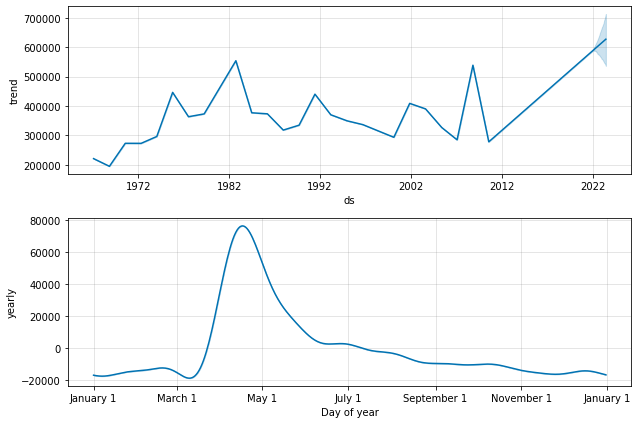 700000
600000
500000
400000
300000
200000
trend
1972 1982 1992 2002 2012 2022
ds
80000
60000
40000
20000
0
−20000
yearly
January 1 March 1 May 1 July 1 September 1 November 1 January 1
Day of year